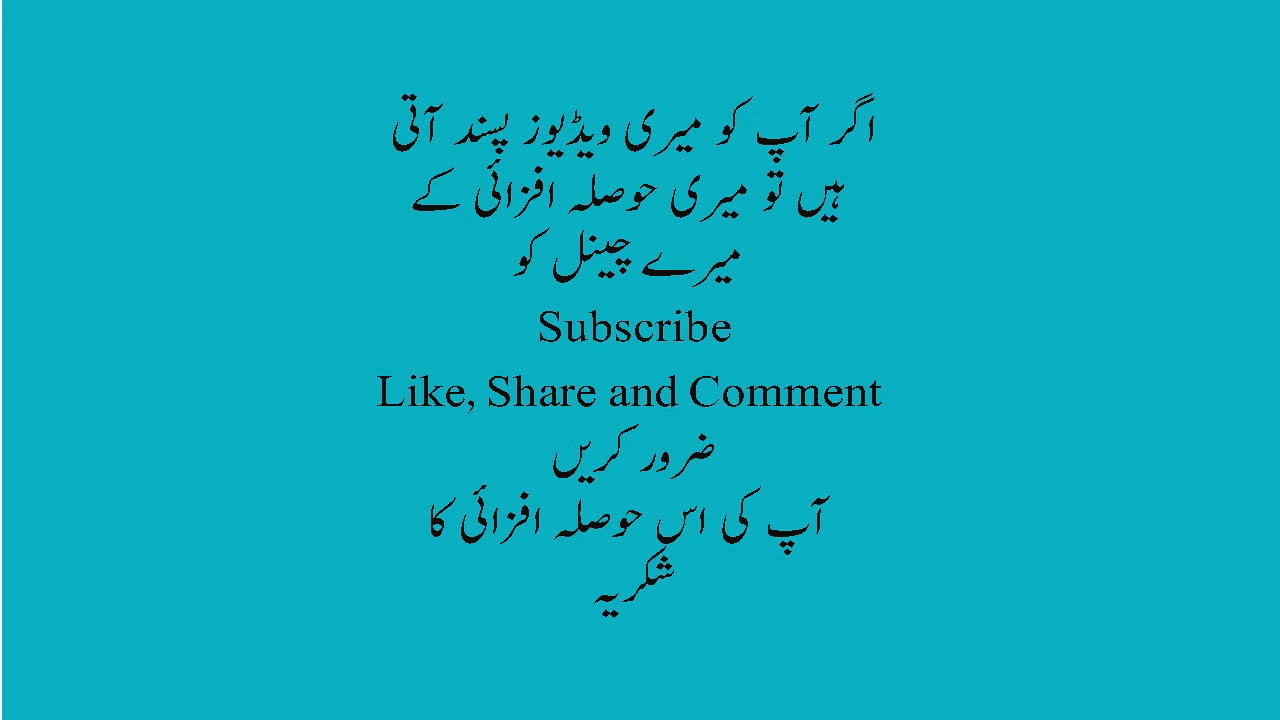 اگر آپ کو میری ویڈیوز پسند آتی
ہیں تو میری حوصلہ افزائی کے
میرے چینل کو
Subscribe
Like, Share and Comment
ضرور کریں
آپ کی اس حوصلہ افزائی کا
شکریہ